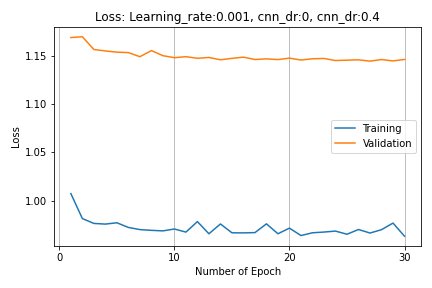 Loss: Learning_rate:0.001, cnn_dr:0, cnn_dr:0.4
1.15
1.10
1.05
1.00
Loss
Training
Validation
0
10
20
30
Number of Epoch